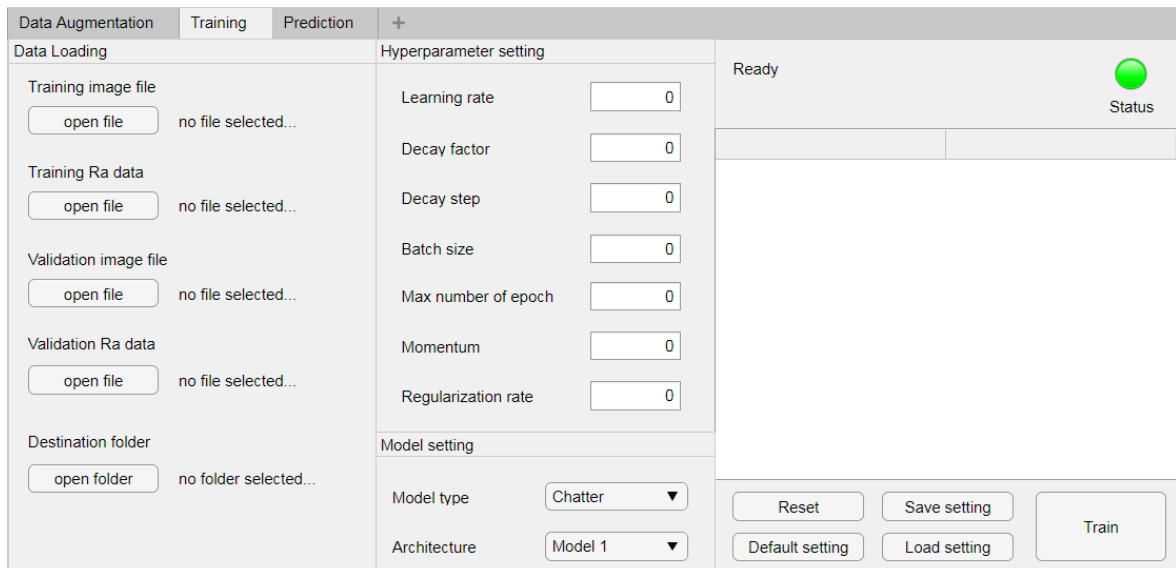 Data Augmentation Training Prediction +
Data Loading
Training image file
open file no file selected...
Training Ra data
open file no file selected...
Validation image file
open file no file selected...
Validation Ra data
open file no file selected...
Destination folder
open folder no folder selected...
Hyperparameter setting
Learning rate 0
Decay factor 0
Decay step 0
Batch size 0
Max number of epoch 0
Momentum 0
Regularization rate 0
Model setting
Model type Chatter
Architecture Model 1
Ready
Status
Reset Save setting
Default setting Load setting
Train